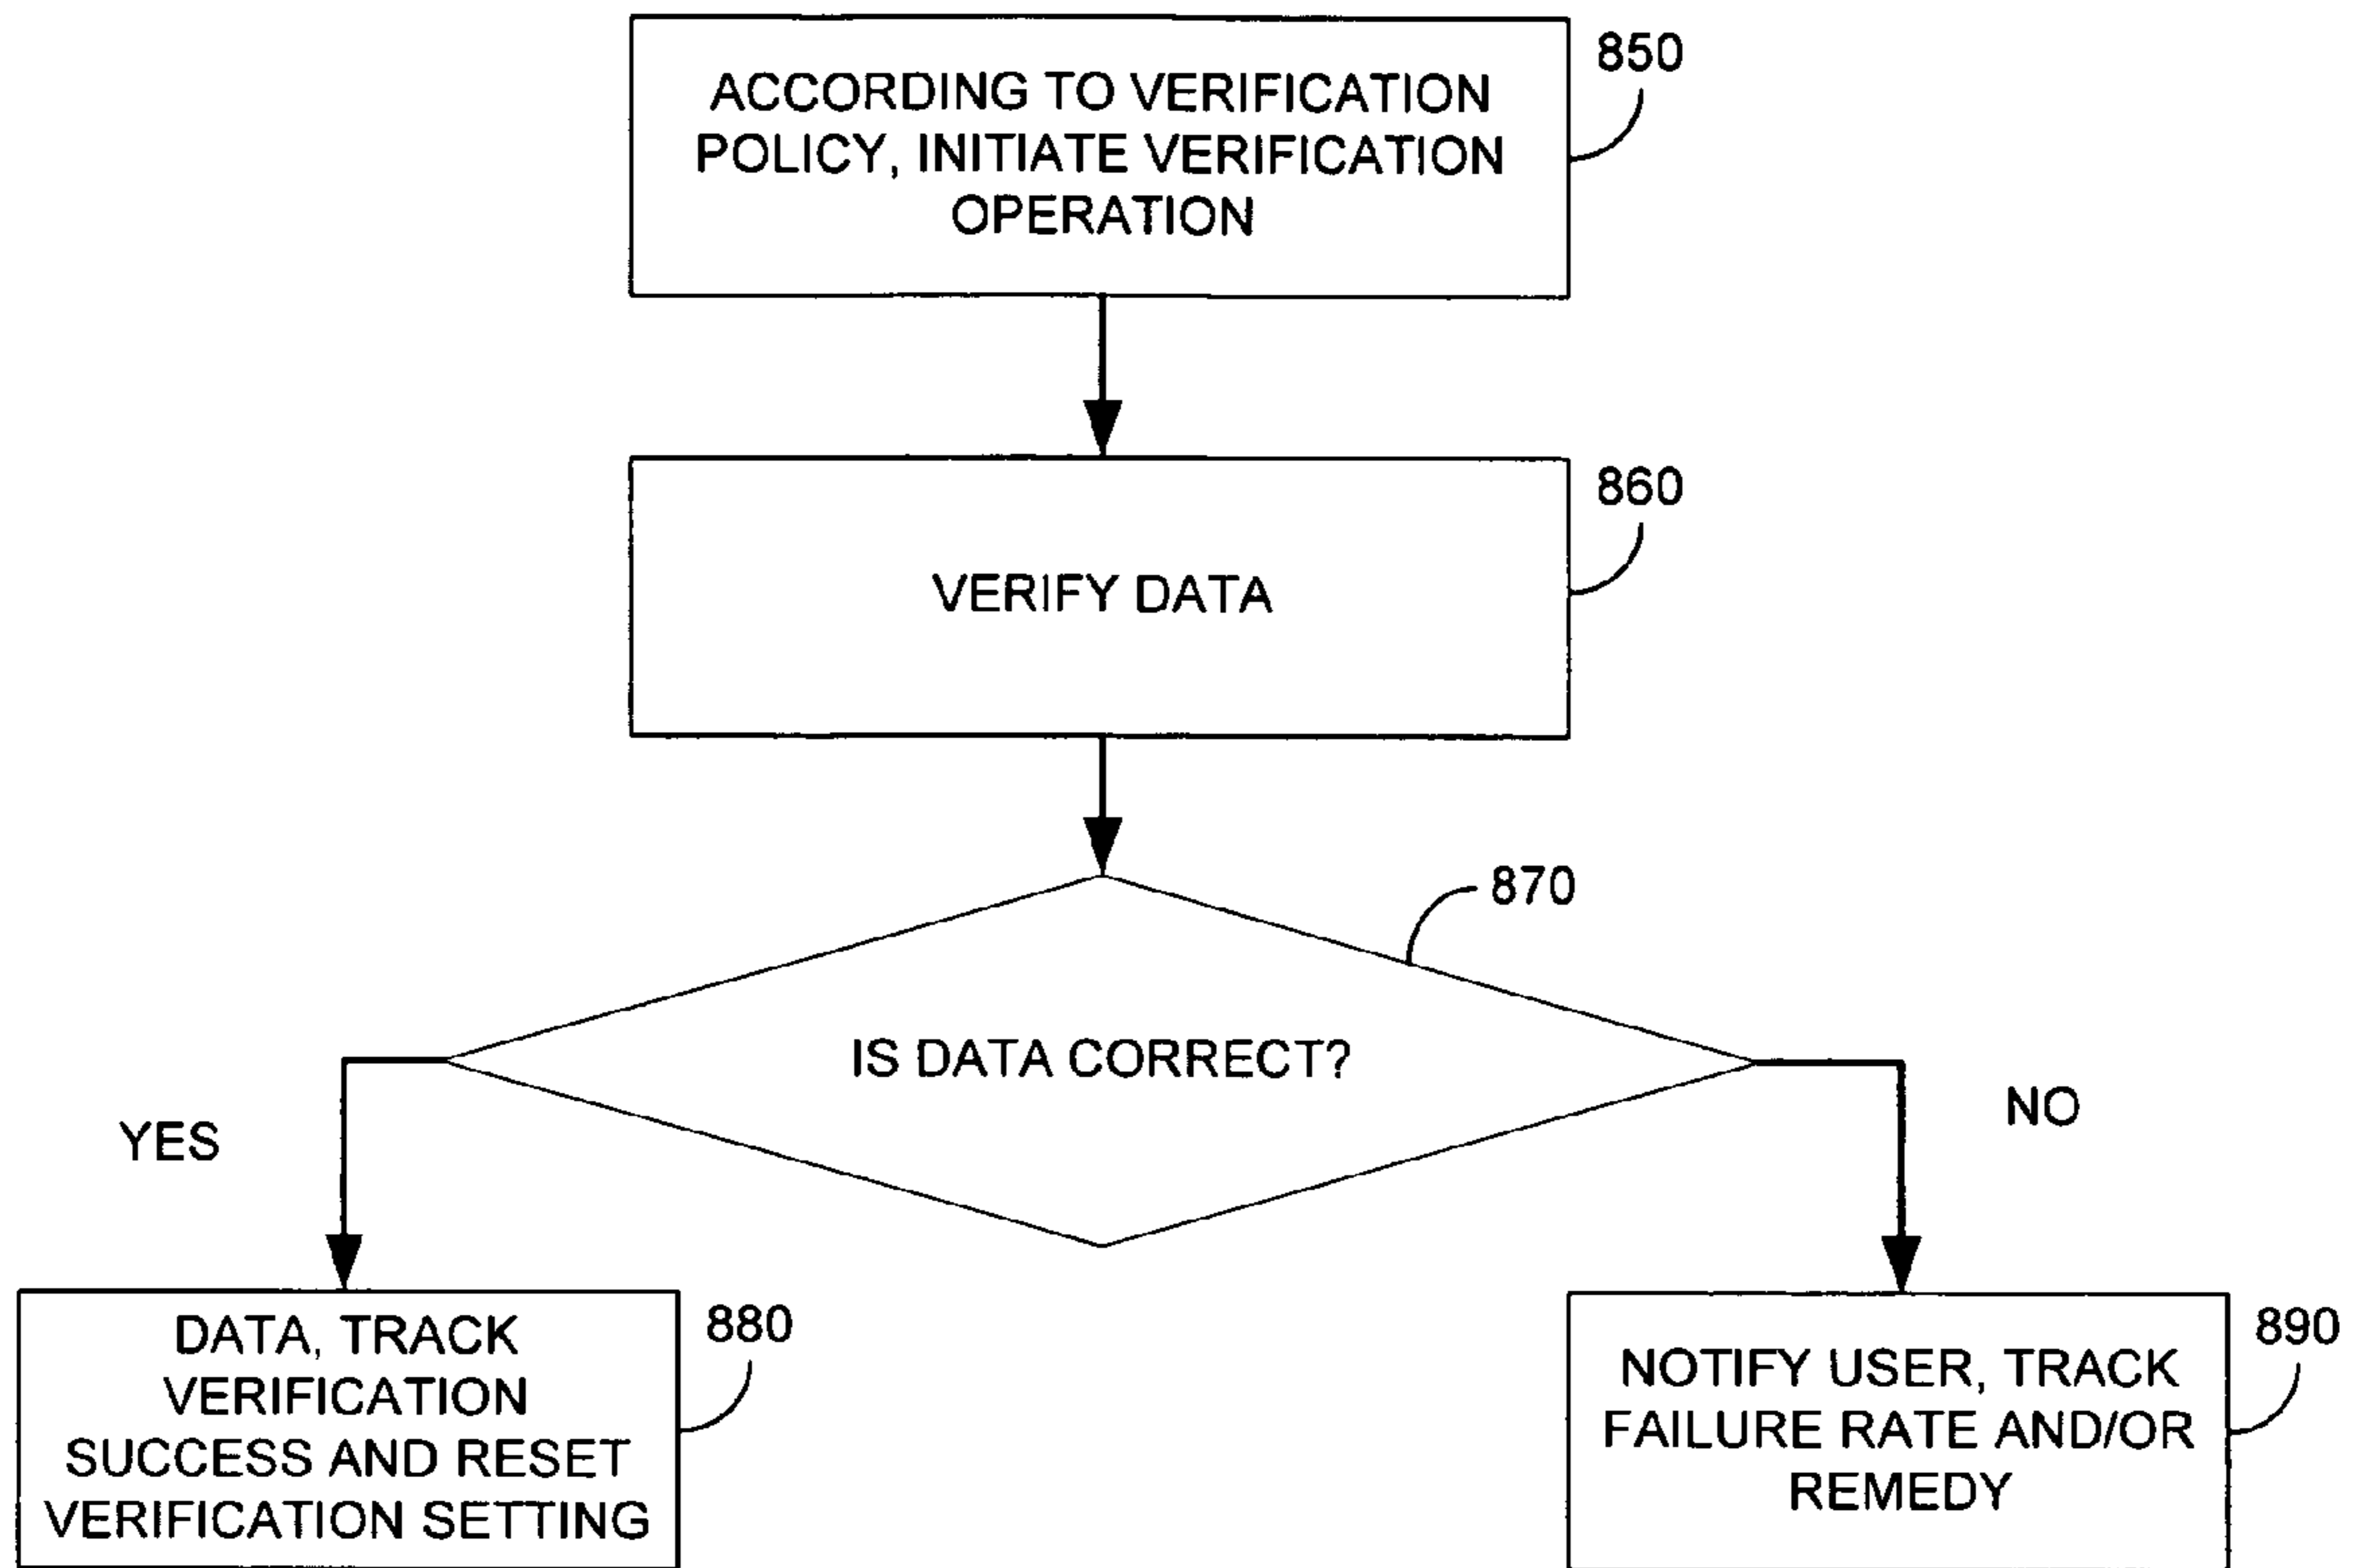 850
ACCORDING TO VERIFICATION
POLICY, INITIATE VERIFICATION
OPERATION
860
VERIFY DATA
870
IS DATA CORRECT?
YES
NO
DATA, TRACK
VERIFICATION
SUCCESS AND RESET
VERIFICATION SETTING
880
NOTIFY USER, TRACK
FAILURE RATE AND/OR
REMEDY
890